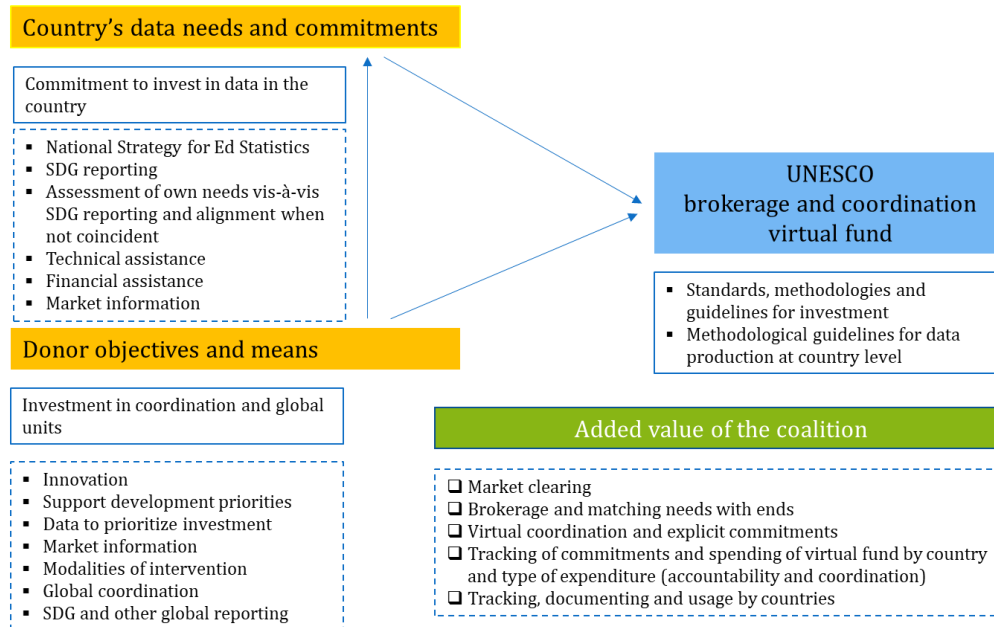 Country's data needs and commitments
Commitment to invest in data in the
country
▪ National Strategy for Ed Statistics
▪ SDG reporting
▪ Assessment of own needs vis-à-vis
SDG reporting and alignment when
not coincident
▪ Technical assistance
▪ Financial assistance
▪ Market information
Donor objectives and means
Investment in coordination and global
units
▪ Innovation
▪ Support development priorities
▪ Data to prioritize investment
▪ Market information
▪ Modalities of intervention
▪ Global coordination
▪ SDG and other global reporting
UNESCO
brokerage and coordination
virtual fund
▪ Standards, methodologies and
guidelines for investment
▪ Methodological guidelines for data
production at country level
Added value of the coalition
❑ Market clearing
❑ Brokerage and matching needs with ends
❑ Virtual coordination and explicit commitments
❑ Tracking of commitments and spending of virtual fund by country
and type of expenditure (accountability and coordination)
❑ Tracking, documenting and usage by countries